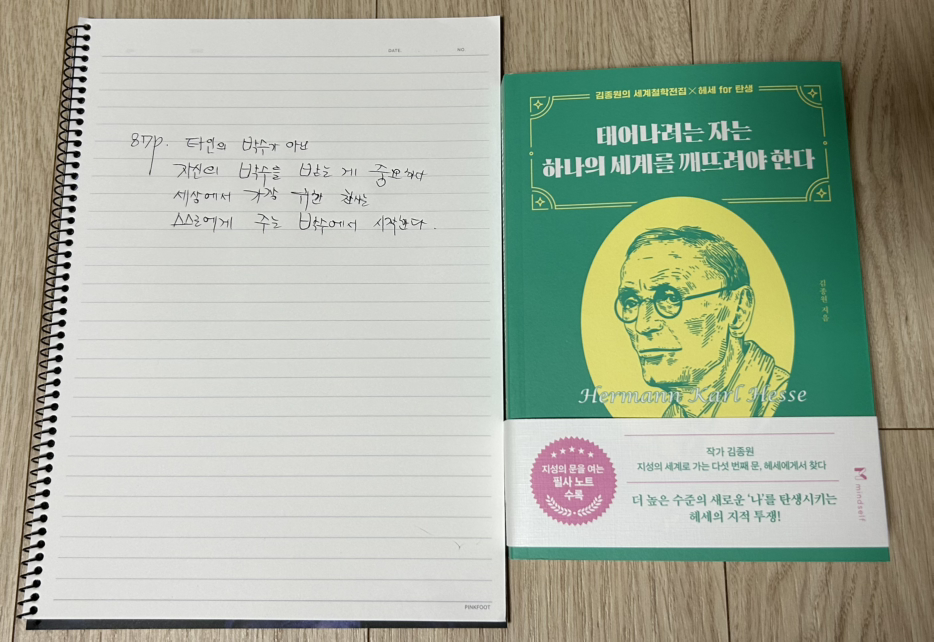 DATE. NO.
87p. 타인의 박수가 아닌
자신의 박수을 받는 게 중요하다
세상에서 가장 귀한 찬사는
스스로에게 주는 박수에서 시작한다.
PINKFOOT
김종원의 세계철학전집×헤세 for 탄생
태어나려는 자는
하나의 세계를 깨뜨려야 한다
김종원 지음
Hermann Karl Hesse
지성의 문을 여는
필사 노트
수록
작가 김종원
지성의 세계로 가는 다섯 번째 문, 헤세에게서 찾다
더 높은 수준의 새로운 '나'를 탄생시키는
헤세의 지적 투쟁!
mindself